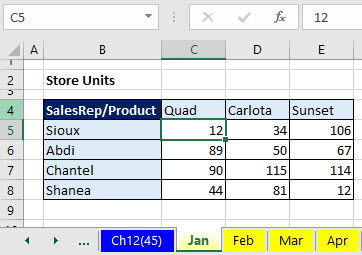 C5 12
A B C D E
1
2 Store Units
3
4 SalesRep/Product Quad Carlota Sunset
5 Sioux 12 34 106
6 Abdi 89 50 67
7 Chantel 90 115 114
8 Shanea 44 81 12
9
... Ch12(45) Jan Feb Mar Apr